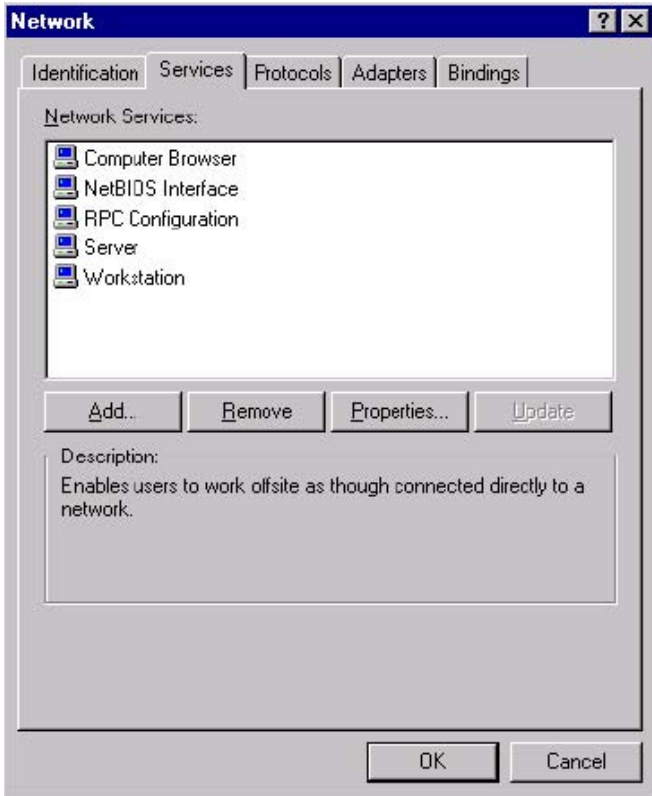 Network
Identification Services Protocols Adapters Bindings
Network Services:
Computer Browser
NetBIOS Interface
RPC Configuration
Server
Workstation
Add... Remove Properties... Update
Description:
Enables users to work offsite as though connected directly to a
network.
OK Cancel